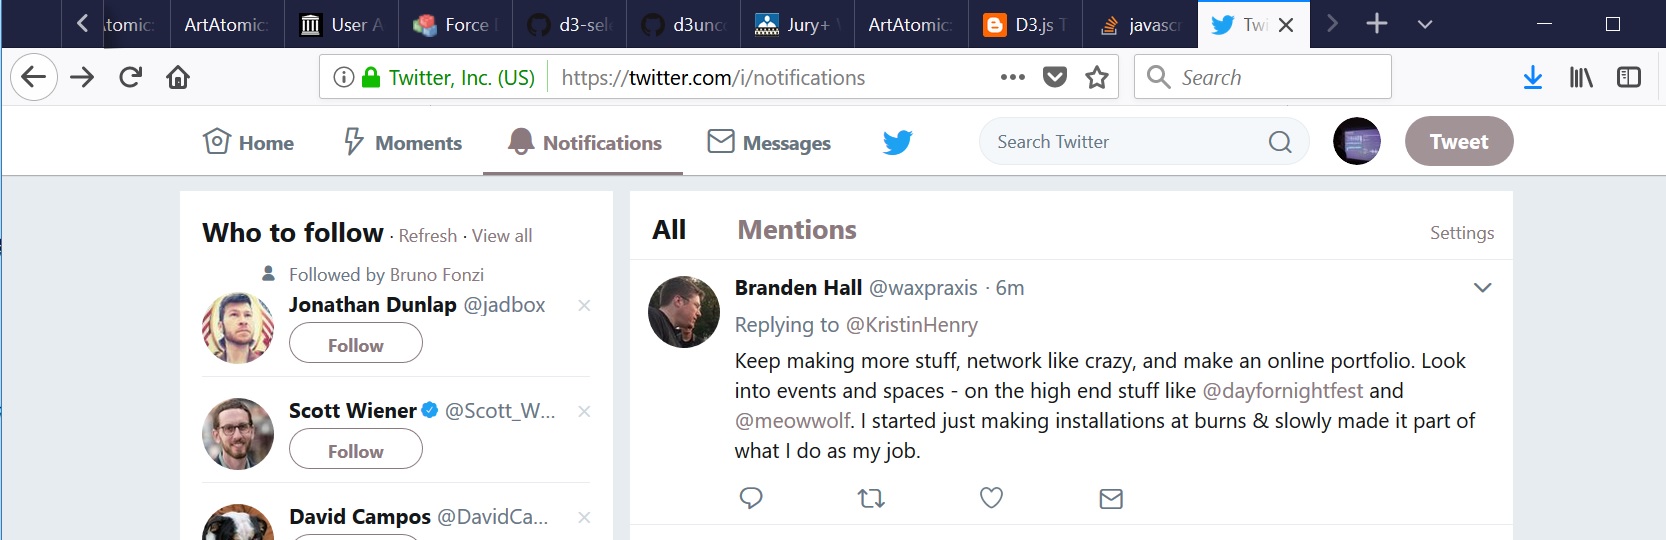 Atomic: ArtAtomic: User A Force d3-sele d3unc Jury+ ArtAtomic: D3.js T javascr Twi
Twitter, Inc. (US) https://twitter.com/i/notifications Search
Home Moments Notifications Messages Search Twitter Tweet
Who to follow · Refresh · View all
Followed by Bruno Fonzi
Jonathan Dunlap @jadbox
Follow
Scott Wiener @Scott_W...
Follow
David Campos @DavidCa...
All Mentions Settings
Branden Hall @waxpraxis · 6m
Replying to @KristinHenry
Keep making more stuff, network like crazy, and make an online portfolio. Look
into events and spaces - on the high end stuff like @dayfornightfest and
@meowwolf. I started just making installations at burns & slowly made it part of
what I do as my job.